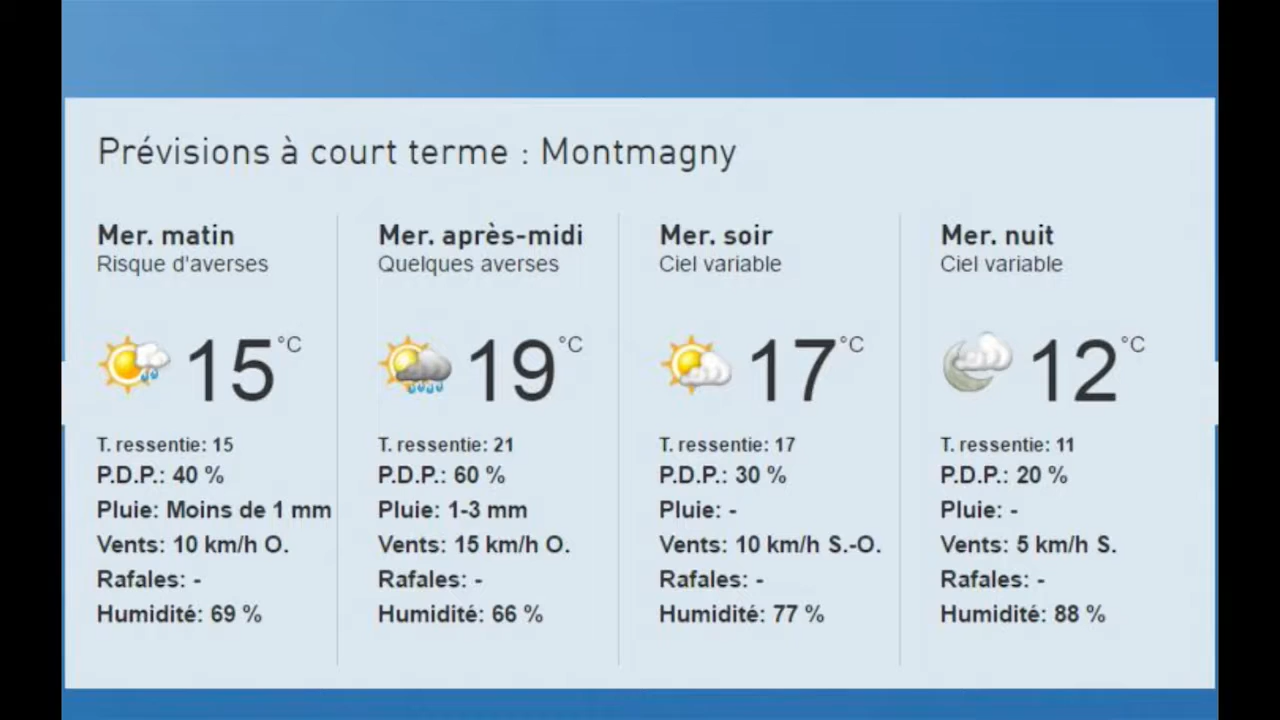 Prévisions à court terme : Montmagny
Mer. matin
Risque d'averses
15 °C
T. ressentie: 15
P.D.P.: 40 %
Pluie: Moins de 1 mm
Vents: 10 km/h O.
Rafales: -
Humidité: 69 %
Mer. après-midi
Quelques averses
19 °C
T. ressentie: 21
P.D.P.: 60 %
Pluie: 1-3 mm
Vents: 15 km/h O.
Rafales: -
Humidité: 66 %
Mer. soir
Ciel variable
17 °C
T. ressentie: 17
P.D.P.: 30 %
Pluie: -
Vents: 10 km/h S.-O.
Rafales: -
Humidité: 77 %
Mer. nuit
Ciel variable
12 °C
T. ressentie: 11
P.D.P.: 20 %
Pluie: -
Vents: 5 km/h S.
Rafales: -
Humidité: 88 %